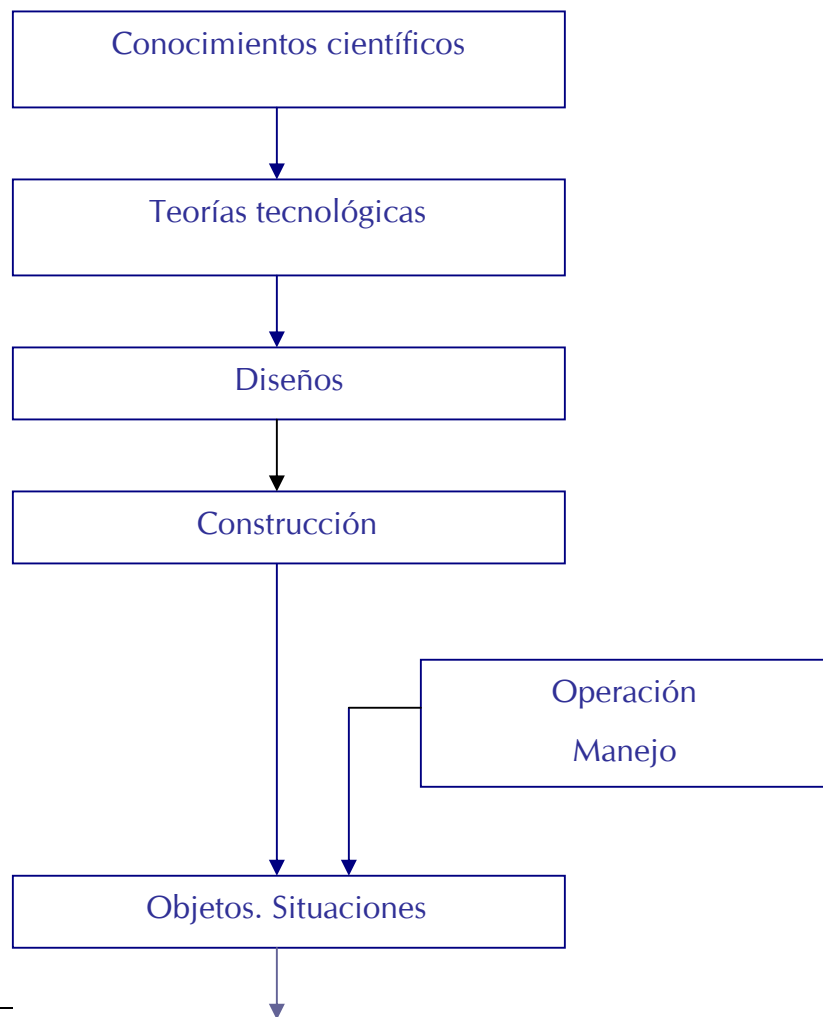 Conocimientos científicos
Teorías tecnológicas
Diseños
Construcción
Operación
Manejo
Objetos. Situaciones